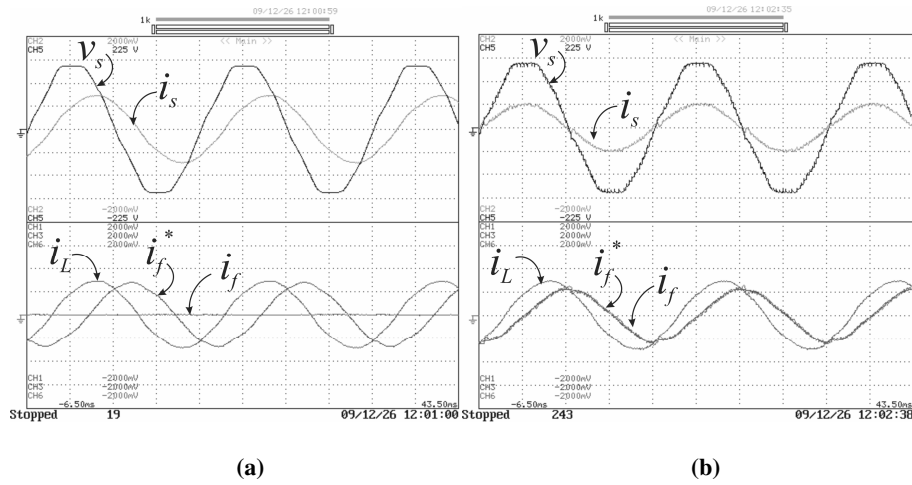 09/12/26 12:00:59
1k
<< Main >>
CH2 2000mV
CH5 225 V
v_s
i_s
CH2 -2000mV
CH5 -225 V
CH1 2000mV
CH3 2000mV
CH6 2000mV
i_L
i_f*
i_f
CH1 -2000mV
CH3 -2000mV
CH6 -2000mV
-6.50ms 43.50ms
Stopped 19 09/12/26 12:01:00
(a)
09/12/26 12:02:35
1k
<< Main >>
CH2 2000mV
CH5 225 V
v_s
i_s
CH2 -2000mV
CH5 -225 V
CH1 2000mV
CH3 2000mV
CH6 2000mV
i_L
i_f*
i_f
CH1 -2000mV
CH3 -2000mV
CH6 -2000mV
-6.50ms 43.50ms
Stopped 243 09/12/26 12:02:38
(b)